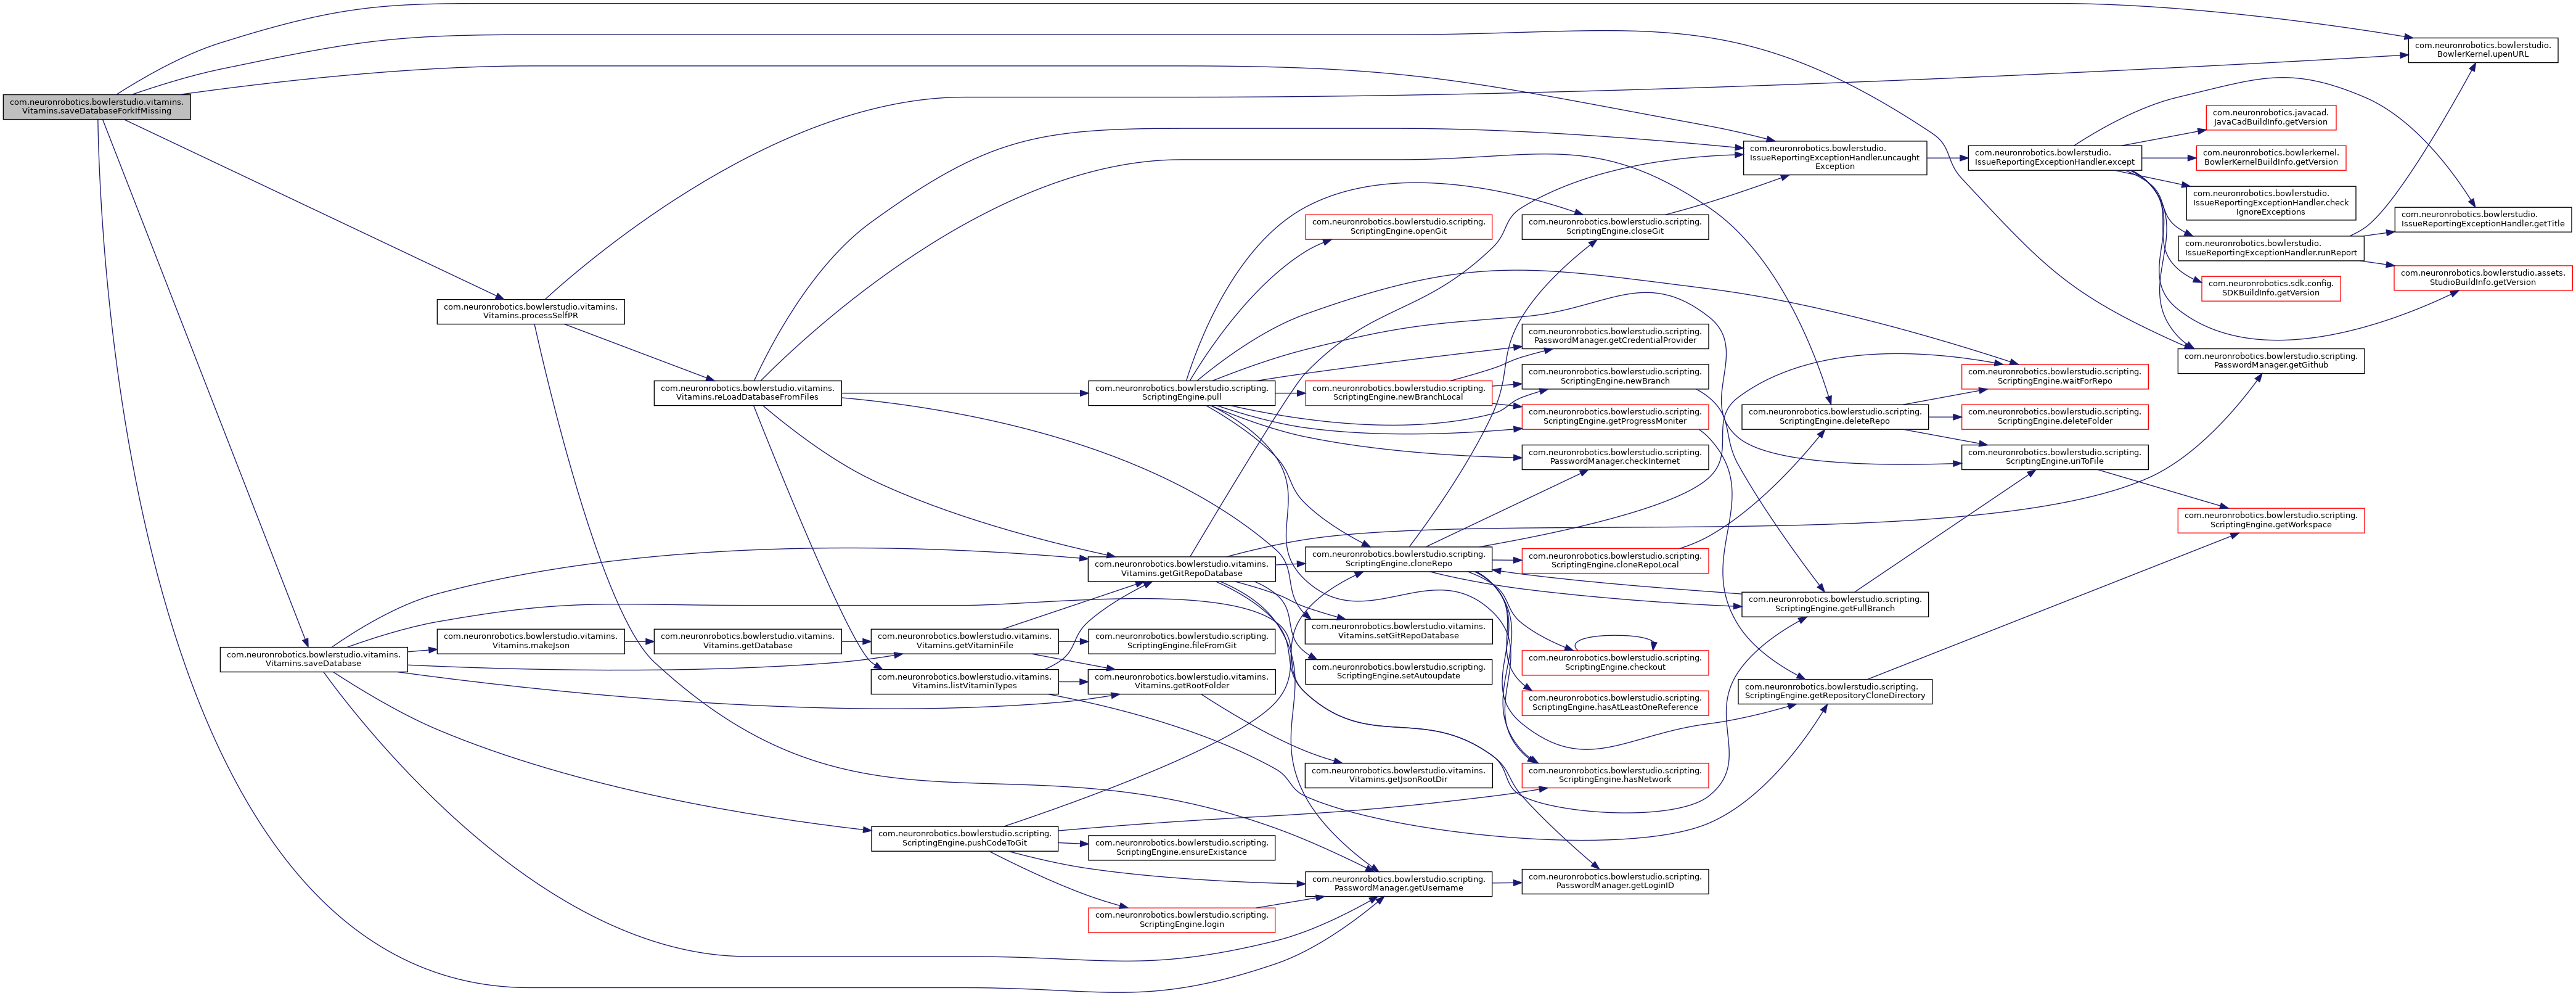 com.neuronrobotics.bowlerstudio.vitamins.
Vitamins.saveDatabaseForkIfMissing
com.neuronrobotics.bowlerstudio.vitamins.
Vitamins.saveDatabase
com.neuronrobotics.bowlerstudio.vitamins.
Vitamins.processSelfPR
com.neuronrobotics.bowlerstudio.vitamins.
Vitamins.makeJson
com.neuronrobotics.bowlerstudio.vitamins.
Vitamins.reLoadDatabaseFromFiles
com.neuronrobotics.bowlerstudio.vitamins.
Vitamins.getDatabase
com.neuronrobotics.bowlerstudio.vitamins.
Vitamins.getVitaminFile
com.neuronrobotics.bowlerstudio.vitamins.
Vitamins.listVitaminTypes
com.neuronrobotics.bowlerstudio.scripting.
ScriptingEngine.pushCodeToGit
com.neuronrobotics.bowlerstudio.scripting.
ScriptingEngine.pull
com.neuronrobotics.bowlerstudio.vitamins.
Vitamins.getGitRepoDatabase
com.neuronrobotics.bowlerstudio.scripting.
ScriptingEngine.fileFromGit
com.neuronrobotics.bowlerstudio.vitamins.
Vitamins.getRootFolder
com.neuronrobotics.bowlerstudio.scripting.
ScriptingEngine.ensureExistance
com.neuronrobotics.bowlerstudio.scripting.
ScriptingEngine.login
com.neuronrobotics.bowlerstudio.scripting.
ScriptingEngine.openGit
com.neuronrobotics.bowlerstudio.scripting.
ScriptingEngine.newBranchLocal
com.neuronrobotics.bowlerstudio.scripting.
ScriptingEngine.cloneRepo
com.neuronrobotics.bowlerstudio.vitamins.
Vitamins.setGitRepoDatabase
com.neuronrobotics.bowlerstudio.scripting.
ScriptingEngine.setAutoupdate
com.neuronrobotics.bowlerstudio.vitamins.
Vitamins.getJsonRootDir
com.neuronrobotics.bowlerstudio.scripting.
PasswordManager.getUsername
com.neuronrobotics.bowlerstudio.scripting.
ScriptingEngine.closeGit
com.neuronrobotics.bowlerstudio.scripting.
PasswordManager.getCredentialProvider
com.neuronrobotics.bowlerstudio.scripting.
ScriptingEngine.newBranch
com.neuronrobotics.bowlerstudio.scripting.
ScriptingEngine.getProgressMoniter
com.neuronrobotics.bowlerstudio.scripting.
PasswordManager.checkInternet
com.neuronrobotics.bowlerstudio.scripting.
ScriptingEngine.cloneRepoLocal
com.neuronrobotics.bowlerstudio.scripting.
ScriptingEngine.checkout
com.neuronrobotics.bowlerstudio.scripting.
ScriptingEngine.hasAtLeastOneReference
com.neuronrobotics.bowlerstudio.scripting.
ScriptingEngine.hasNetwork
com.neuronrobotics.bowlerstudio.scripting.
PasswordManager.getLoginID
com.neuronrobotics.bowlerstudio.
IssueReportingExceptionHandler.uncaught
Exception
com.neuronrobotics.bowlerstudio.scripting.
ScriptingEngine.deleteRepo
com.neuronrobotics.bowlerstudio.scripting.
ScriptingEngine.getFullBranch
com.neuronrobotics.bowlerstudio.scripting.
ScriptingEngine.getRepositoryCloneDirectory
com.neuronrobotics.bowlerstudio.
IssueReportingExceptionHandler.except
com.neuronrobotics.bowlerstudio.scripting.
ScriptingEngine.waitForRepo
com.neuronrobotics.bowlerstudio.scripting.
ScriptingEngine.deleteFolder
com.neuronrobotics.bowlerstudio.scripting.
ScriptingEngine.uriToFile
com.neuronrobotics.javacad.
JavaCadBuildInfo.getVersion
com.neuronrobotics.bowlerkernel.
BowlerKernelBuildInfo.getVersion
com.neuronrobotics.bowlerstudio.
IssueReportingExceptionHandler.check
IgnoreExceptions
com.neuronrobotics.bowlerstudio.
IssueReportingExceptionHandler.runReport
com.neuronrobotics.sdk.config.
SDKBuildInfo.getVersion
com.neuronrobotics.bowlerstudio.scripting.
PasswordManager.getGithub
com.neuronrobotics.bowlerstudio.scripting.
ScriptingEngine.getWorkspace
com.neuronrobotics.bowlerstudio.
BowlerKernel.upenURL
com.neuronrobotics.bowlerstudio.
IssueReportingExceptionHandler.getTitle
com.neuronrobotics.bowlerstudio.assets.
StudioBuildInfo.getVersion